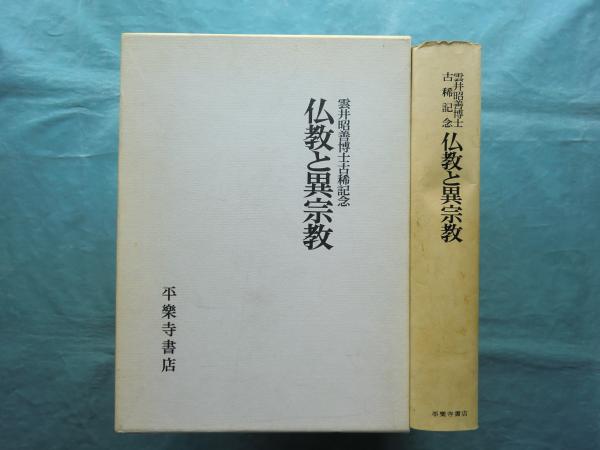 雲井昭善博士古稀記念
仏教と異宗教
平樂寺書店
雲井昭善博士
古稀記念
仏教と異宗教
平樂寺書店